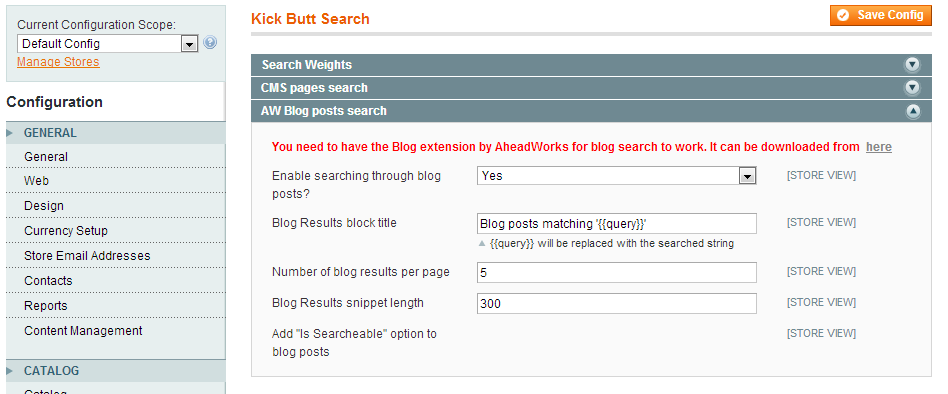 Current Configuration Scope:
Default Config
Manage Stores
Configuration
GENERAL
General
Web
Design
Currency Setup
Store Email Addresses
Contacts
Reports
Content Management
CATALOG
Catalog
Kick Butt Search
Save Config
Search Weights
CMS pages search
AW Blog posts search
You need to have the Blog extension by AheadWorks for blog search to work. It can be downloaded from here
Enable searching through blog
posts?
Yes
[STORE VIEW]
Blog Results block title
Blog posts matching '{{query}}'
[STORE VIEW]
{{query}} will be replaced with the searched string
Number of blog results per page
5
[STORE VIEW]
Blog Results snippet length
300
[STORE VIEW]
Add "Is Searcheable" option to
blog posts
[STORE VIEW]